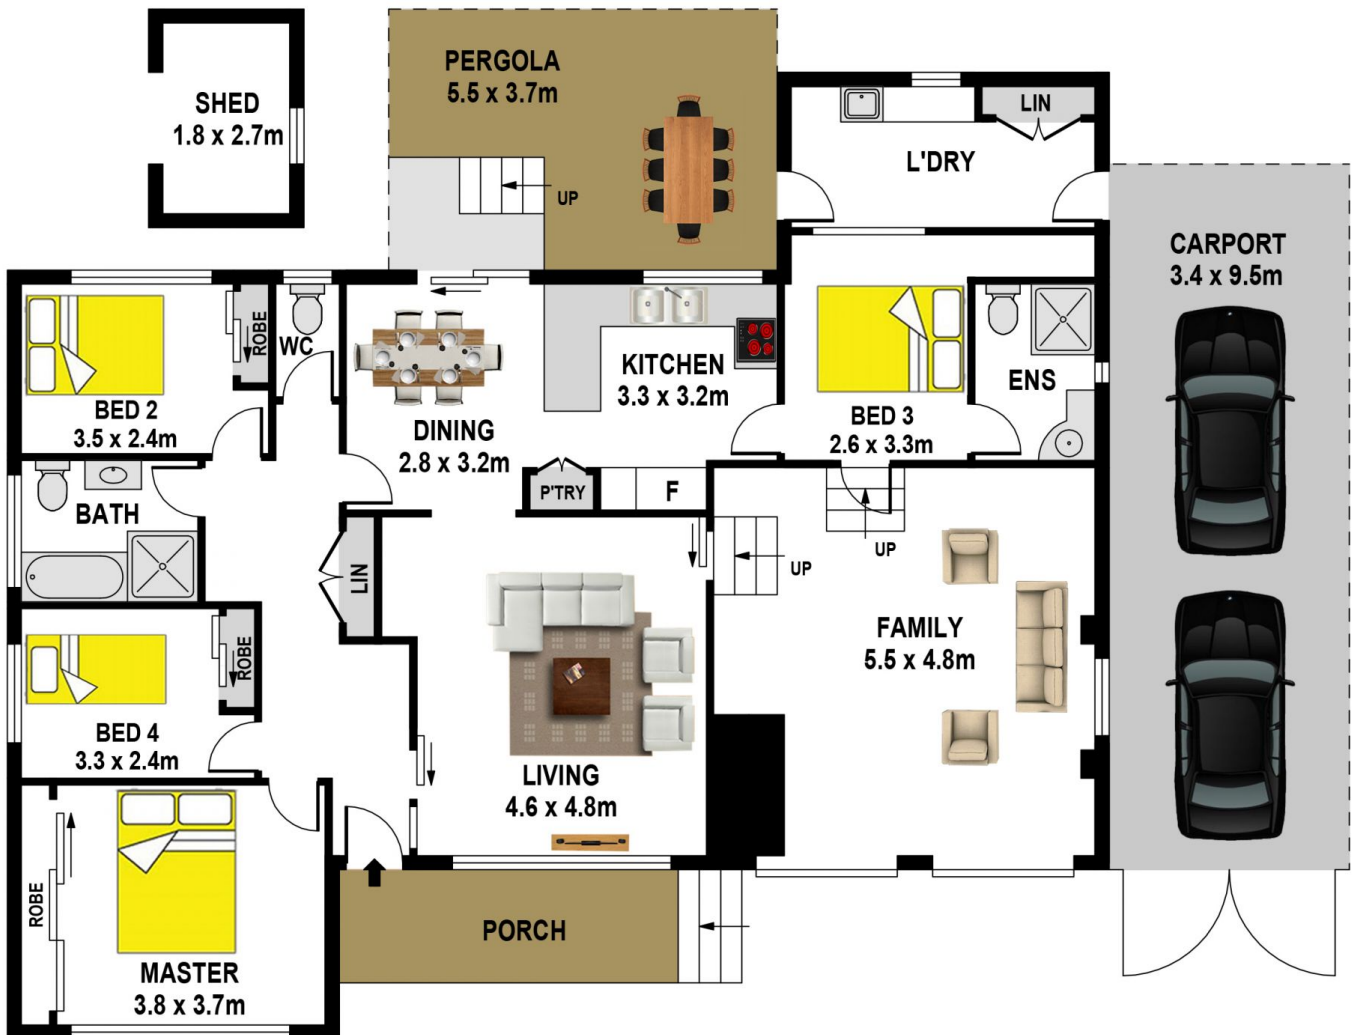 SHED
1.8 x 2.7m
PERGOLA
5.5 x 3.7m
UP
LIN
L'DRY
CARPORT
3.4 x 9.5m
BED 2
3.5 x 2.4m
ROBE
WC
DINING
2.8 x 3.2m
KITCHEN
3.3 x 3.2m
BED 3
2.6 x 3.3m
ENS
P'TRY
F
BATH
LIN
UP
UP
FAMILY
5.5 x 4.8m
BED 4
3.3 x 2.4m
ROBE
LIVING
4.6 x 4.8m
ROBE
MASTER
3.8 x 3.7m
PORCH